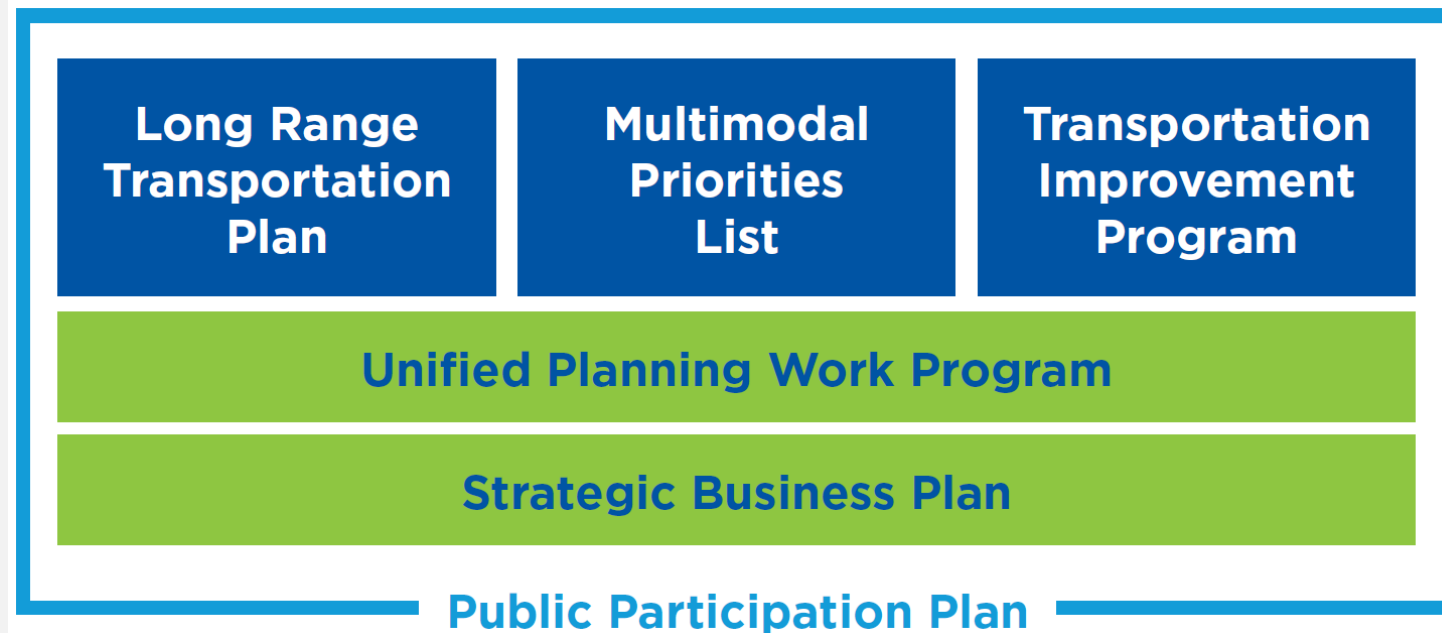 Long Range
Transportation
Plan
Multimodal
Priorities
List
Transportation
Improvement
Program
Unified Planning Work Program
Strategic Business Plan
Public Participation Plan